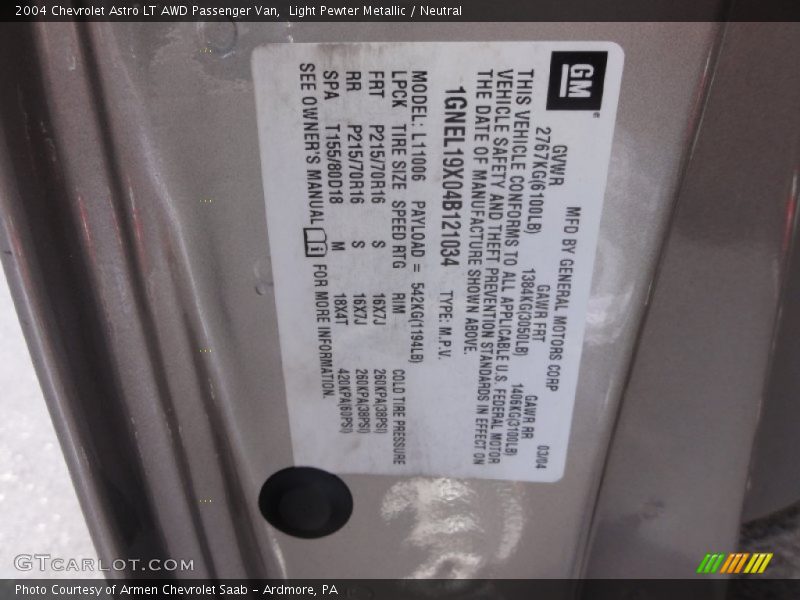 2004 Chevrolet Astro LT AWD Passenger Van,  Light Pewter Metallic / Neutral
GM
MFD BY GENERAL MOTORS CORP 03/04
GVWR GAWR FRT GAWR RR
2767KG(6100LB) 1384KG(3050LB) 1406KG(3100LB)
THIS VEHICLE CONFORMS TO ALL APPLICABLE U.S. FEDERAL MOTOR
VEHICLE SAFETY AND THEFT PREVENTION STANDARDS IN EFFECT ON
THE DATE OF MANUFACTURE SHOWN ABOVE.
1GNEL19X04B121034 TYPE: M.P.V.
MODEL: L11006 PAYLOAD = 542KG(1194LB)
LPCK TIRE SIZE SPEED RTG RIM COLD TIRE PRESSURE
FRT P215/70R16 S 16X7J 260KPA(38PSI)
RR P215/70R16 S 16X7J 260KPA(38PSI)
SPA T155/80D18 M 18X4T 420KPA(60PSI)
SEE OWNER'S MANUAL i FOR MORE INFORMATION.
GTCARLOT.COM
Photo Courtesy of Armen Chevrolet Saab - Ardmore, PA